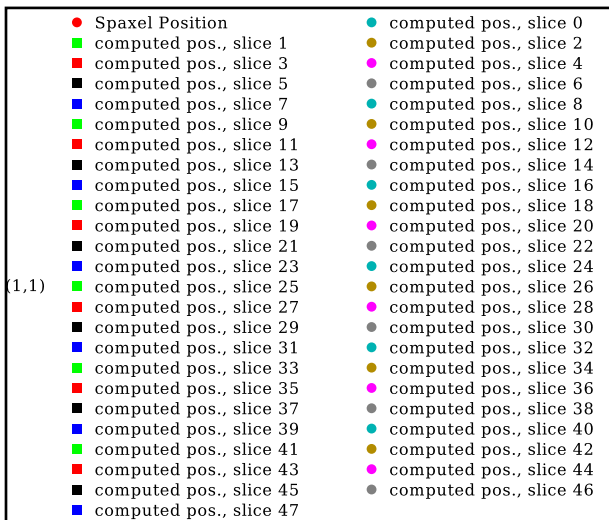 Spaxel Position computed pos., slice 0
computed pos., slice 1 computed pos., slice 2
computed pos., slice 3 computed pos., slice 4
computed pos., slice 5 computed pos., slice 6
computed pos., slice 7 computed pos., slice 8
computed pos., slice 9 computed pos., slice 10
computed pos., slice 11 computed pos., slice 12
computed pos., slice 13 computed pos., slice 14
computed pos., slice 15 computed pos., slice 16
computed pos., slice 17 computed pos., slice 18
computed pos., slice 19 computed pos., slice 20
computed pos., slice 21 computed pos., slice 22
computed pos., slice 23 computed pos., slice 24
(1,1) computed pos., slice 25 computed pos., slice 26
computed pos., slice 27 computed pos., slice 28
computed pos., slice 29 computed pos., slice 30
computed pos., slice 31 computed pos., slice 32
computed pos., slice 33 computed pos., slice 34
computed pos., slice 35 computed pos., slice 36
computed pos., slice 37 computed pos., slice 38
computed pos., slice 39 computed pos., slice 40
computed pos., slice 41 computed pos., slice 42
computed pos., slice 43 computed pos., slice 44
computed pos., slice 45 computed pos., slice 46
computed pos., slice 47